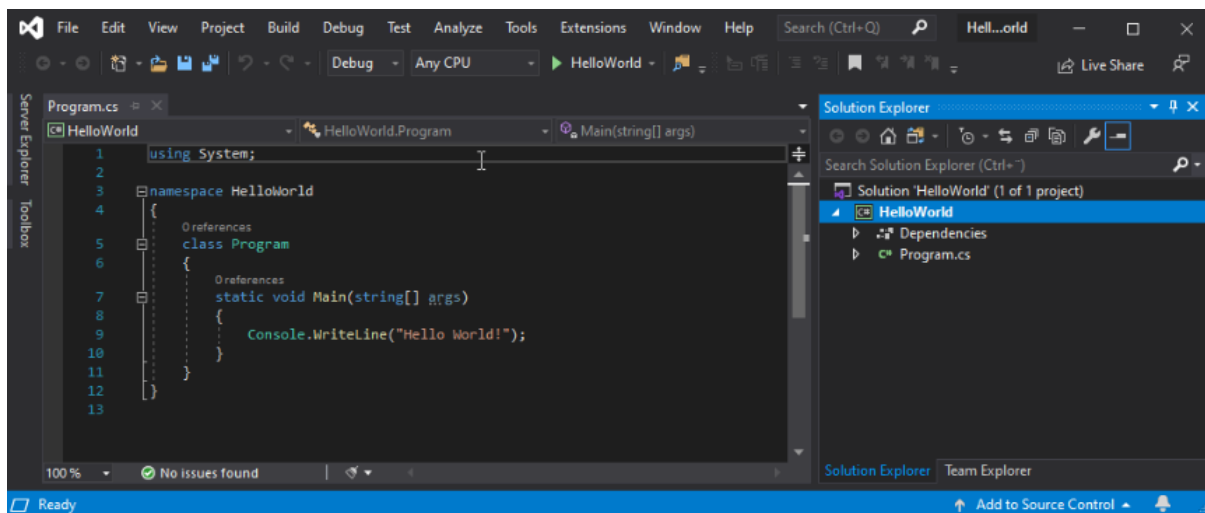 File Edit View Project Build Debug Test Analyze Tools Extensions Window Help Search (Ctrl+Q) Hell...orld
Debug Any CPU HelloWorld Live Share
Server Explorer
Toolbox
Program.cs
HelloWorld HelloWorld.Program Main(string[] args)
1 using System;
2
3 namespace HelloWorld
4 {
0 references
5 class Program
6 {
0 references
7 static void Main(string[] args)
8 {
9 Console.WriteLine("Hello World!");
10 }
11 }
12 }
13
100 % No issues found
Solution Explorer
Search Solution Explorer (Ctrl+¨)
Solution 'HelloWorld' (1 of 1 project)
C# HelloWorld
Dependencies
C# Program.cs
Solution Explorer Team Explorer
Ready Add to Source Control